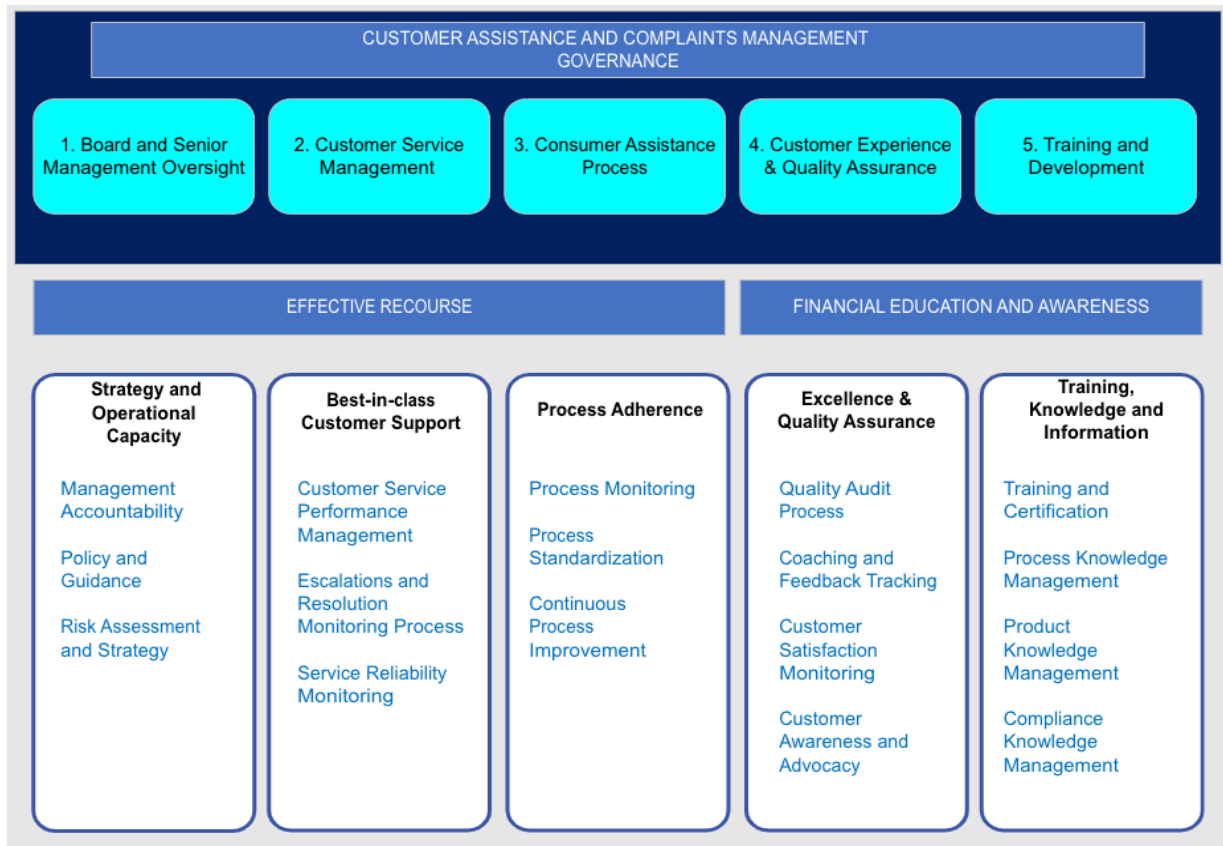 CUSTOMER ASSISTANCE AND COMPLAINTS MANAGEMENT
GOVERNANCE
1. Board and Senior
Management Oversight
2. Customer Service
Management
3. Consumer Assistance
Process
4. Customer Experience
& Quality Assurance
5. Training and
Development
EFFECTIVE RECOURSE
FINANCIAL EDUCATION AND AWARENESS
Strategy and
Operational
Capacity
Management
Accountability
Policy and
Guidance
Risk Assessment
and Strategy
Best-in-class
Customer Support
Customer Service
Performance
Management
Escalations and
Resolution
Monitoring Process
Service Reliability
Monitoring
Process Adherence
Process Monitoring
Process
Standardization
Continuous
Process
Improvement
Excellence &
Quality Assurance
Quality Audit
Process
Coaching and
Feedback Tracking
Customer
Satisfaction
Monitoring
Customer
Awareness and
Advocacy
Training,
Knowledge and
Information
Training and
Certification
Process Knowledge
Management
Product
Knowledge
Management
Compliance
Knowledge
Management